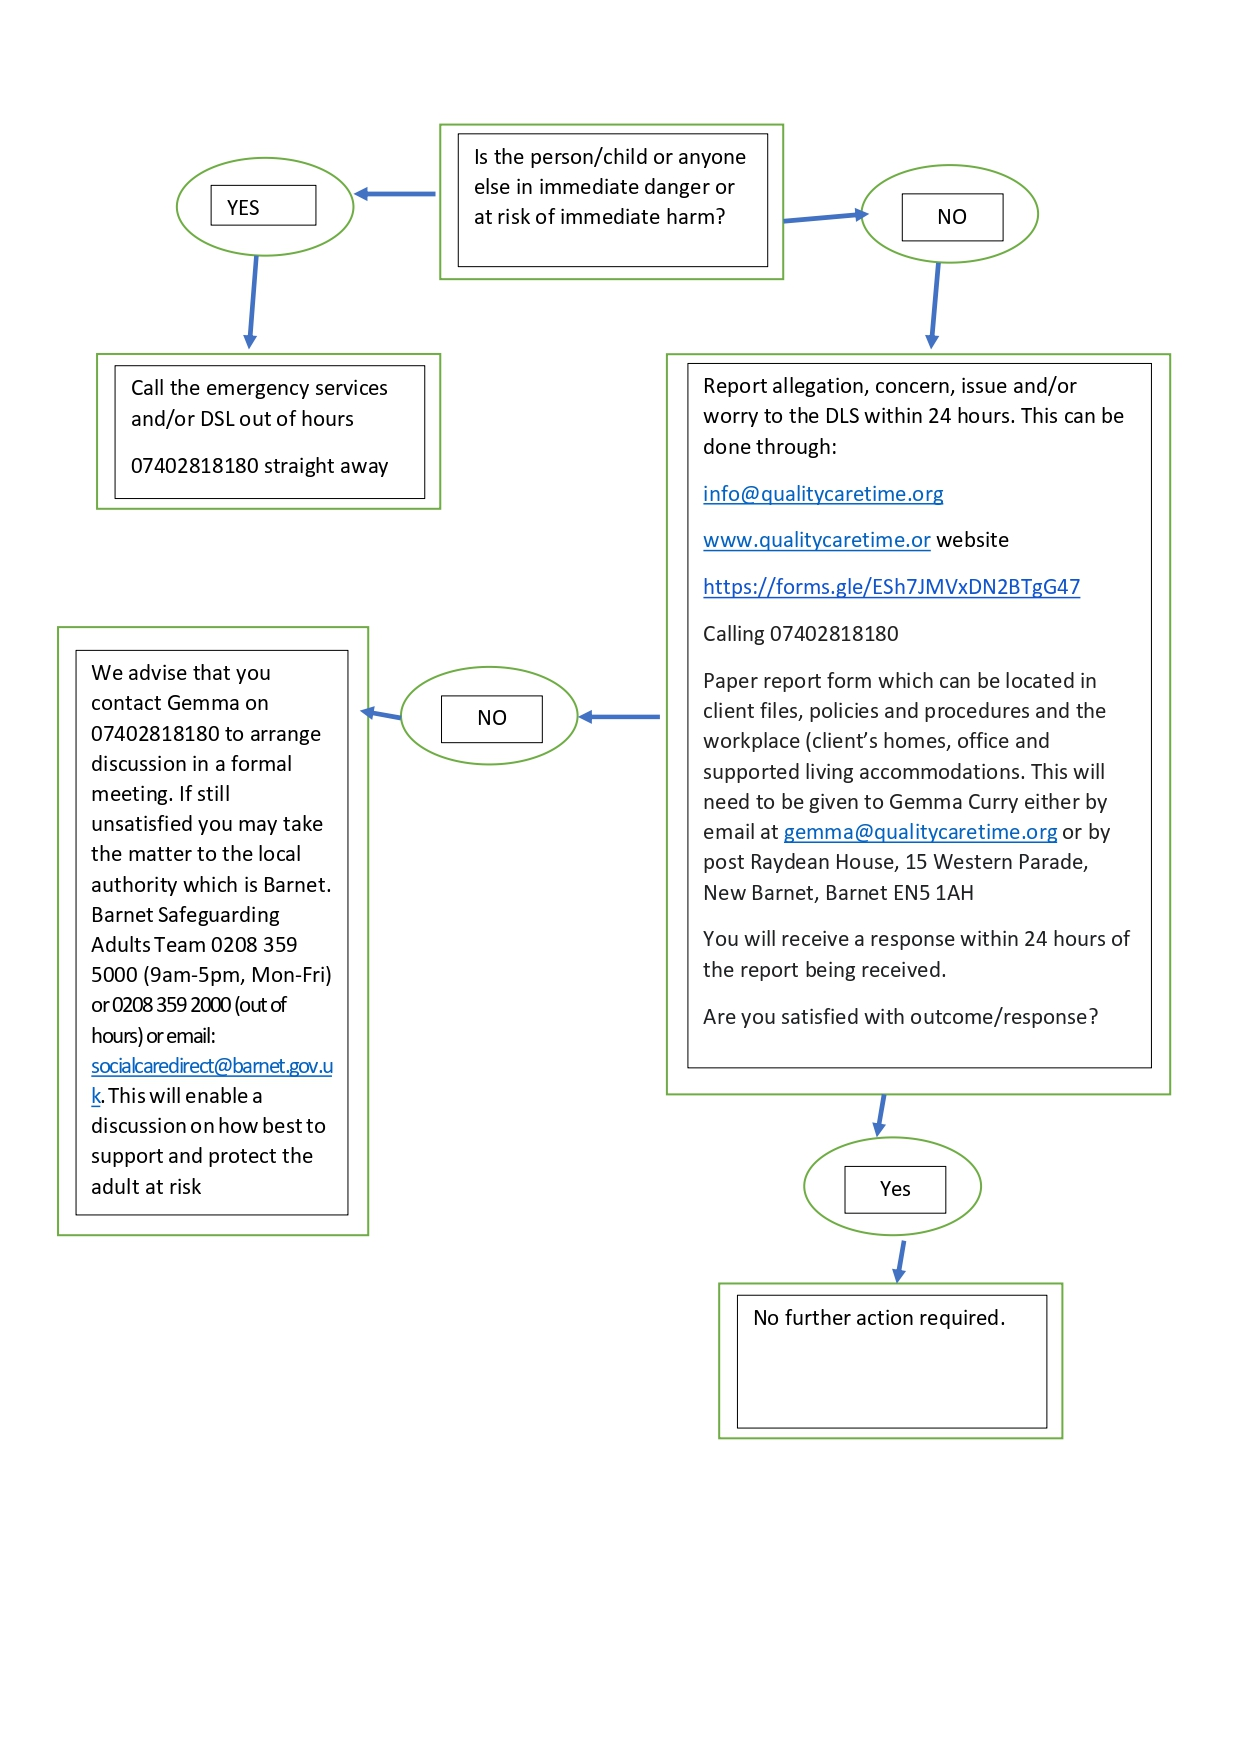 Is the person/child or anyone
else in immediate danger or
at risk of immediate harm?
YES
NO
Call the emergency services
and/or DSL out of hours
07402818180 straight away
Report allegation, concern, issue and/or
worry to the DLS within 24 hours. This can be
done through:
info@qualitycaretime.org
www.qualitycaretime.or website
https://forms.gle/ESh7JMVxDN2BTgG47
Calling 07402818180
Paper report form which can be located in
client files, policies and procedures and the
workplace (client’s homes, office and
supported living accommodations. This will
need to be given to Gemma Curry either by
email at gemma@qualitycaretime.org or by
post Raydean House, 15 Western Parade,
New Barnet, Barnet EN5 1AH
You will receive a response within 24 hours of
the report being received.
Are you satisfied with outcome/response?
NO
We advise that you
contact Gemma on
07402818180 to arrange
discussion in a formal
meeting. If still
unsatisfied you may take
the matter to the local
authority which is Barnet.
Barnet Safeguarding
Adults Team 0208 359
5000 (9am-5pm, Mon-Fri)
or 0208 359 2000 (out of
hours) or email:
socialcaredirect@barnet.gov.u
k. This will enable a
discussion on how best to
support and protect the
adult at risk
Yes
No further action required.